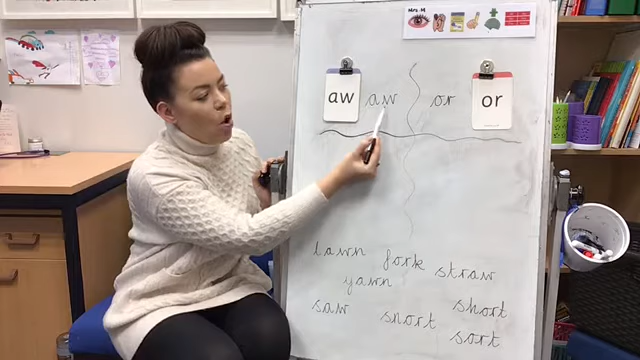 Mrs. M
aw aw or or
lawn fork straw
yawn
saw snort short
sort